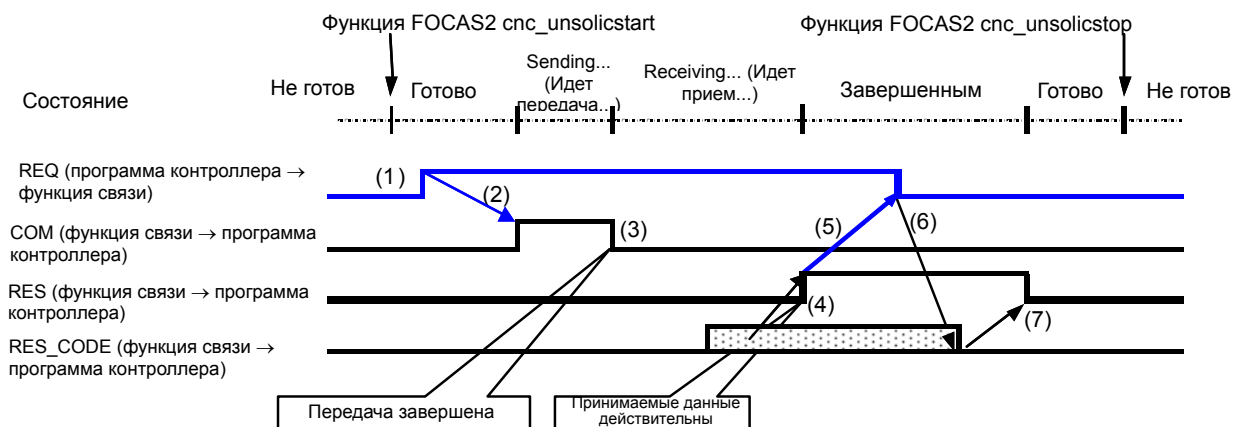 Функция FOCAS2 cnc_unsolicstart
Функция FOCAS2 cnc_unsolicstop
Состояние
Не готов
Готово
Sending...
(Идет
передача...)
Receiving... (Идет
прием...)
Завершенным
Готово
Не готов
REQ (программа контроллера →
функция связи)
(1)
(2)
COM (функция связи → программа
контроллера)
(3)
(5)
(6)
RES (функция связи → программа
контроллера)
(4)
(7)
RES_CODE (функция связи →
программа контроллера)
Передача завершена
Принимаемые данные
действительны